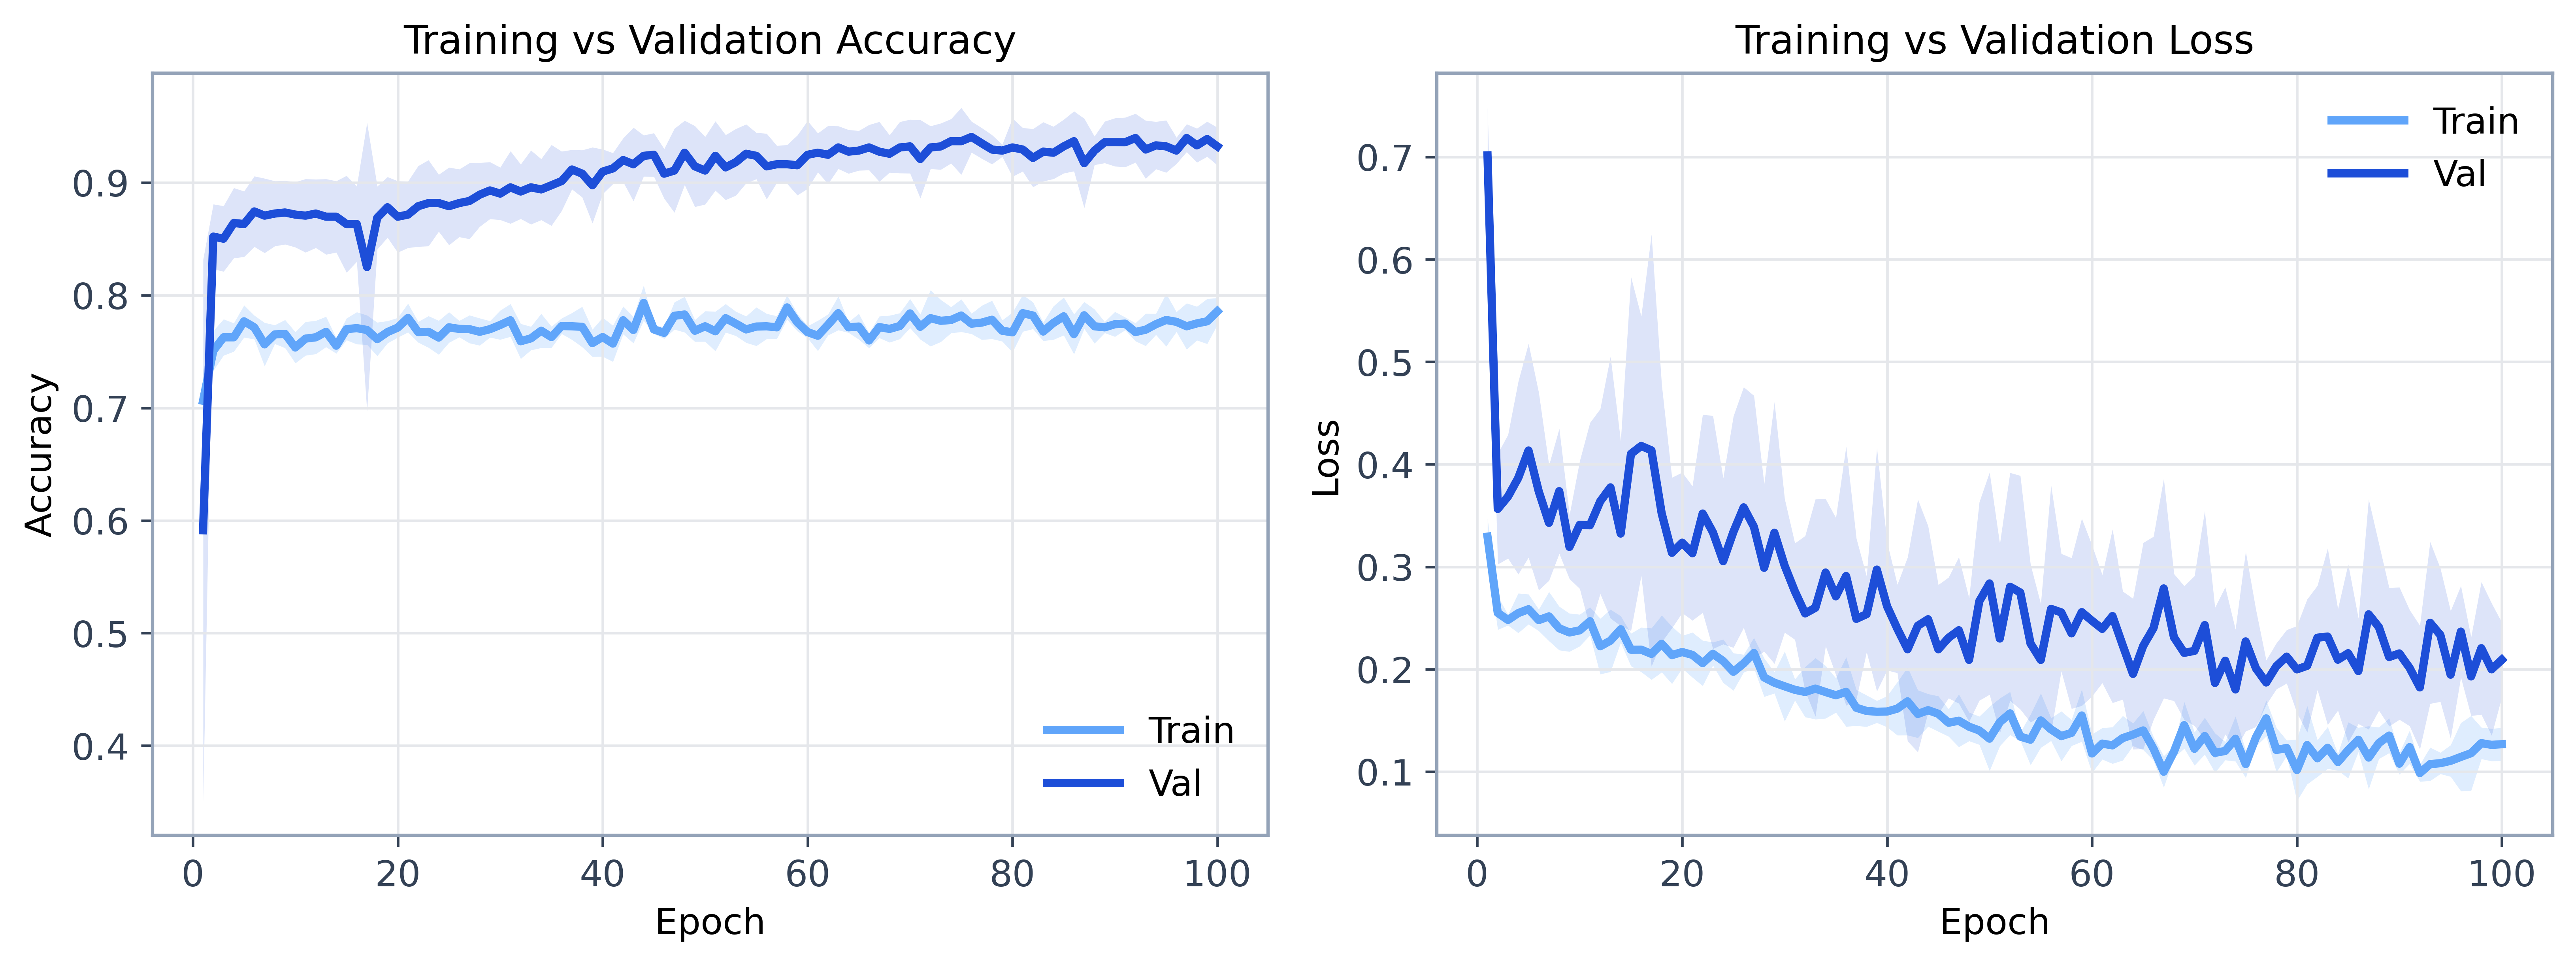 Training vs Validation Accuracy
Accuracy
0.9
0.8
0.7
0.6
0.5
0.4
0 20 40 60 80 100
Epoch
Train
Val
Training vs Validation Loss
Loss
0.7
0.6
0.5
0.4
0.3
0.2
0.1
0 20 40 60 80 100
Epoch
Train
Val